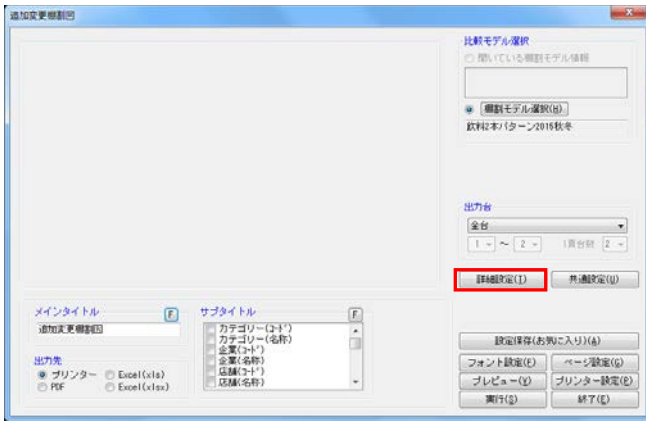 追加変更棚割図
比較モデル選択
開いている棚割モデル情報
棚割モデル選択(H)
飲料2本パターン2015秋冬
出力台
全台
1 ～ 2 1頁台数 2
詳細設定(T) 共通設定(U)
メインタイトル F
追加変更棚割図
サブタイトル F
カテゴリー(コード)
カテゴリー(名称)
企業(コード)
企業(名称)
店舗(コード)
店舗(名称)
出力先
プリンター Excel(xls)
PDF Excel(xlsx)
設定保存(お気に入り)(A)
フォント設定(F) ページ設定(G)
プレビュー(V) プリンター設定(P)
実行(S) 終了(E)